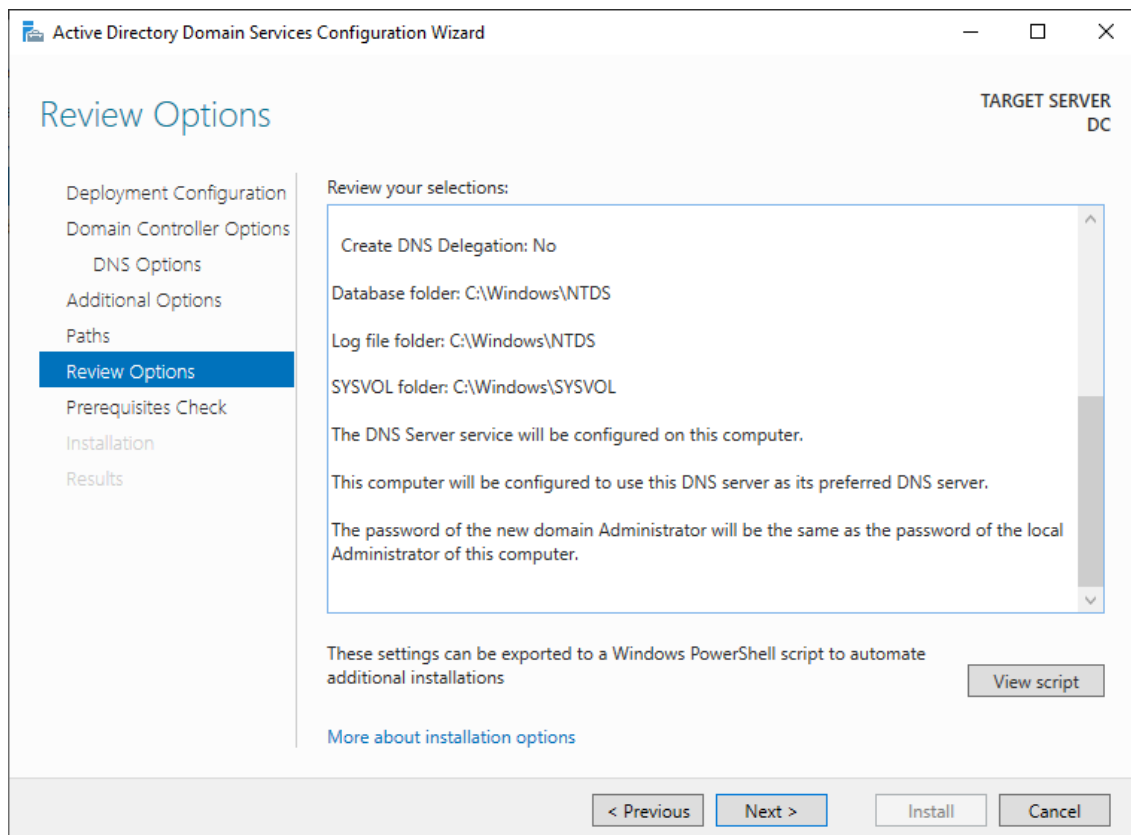 Active Directory Domain Services Configuration Wizard
Review Options
TARGET SERVER
DC
Deployment Configuration
Domain Controller Options
DNS Options
Additional Options
Paths
Review Options
Prerequisites Check
Installation
Results
Review your selections:
Create DNS Delegation: No
Database folder: C:\Windows\NTDS
Log file folder: C:\Windows\NTDS
SYSVOL folder: C:\Windows\SYSVOL
The DNS Server service will be configured on this computer.
This computer will be configured to use this DNS server as its preferred DNS server.
The password of the new domain Administrator will be the same as the password of the local
Administrator of this computer.
These settings can be exported to a Windows PowerShell script to automate
additional installations
View script
More about installation options
< Previous
Next >
Install
Cancel